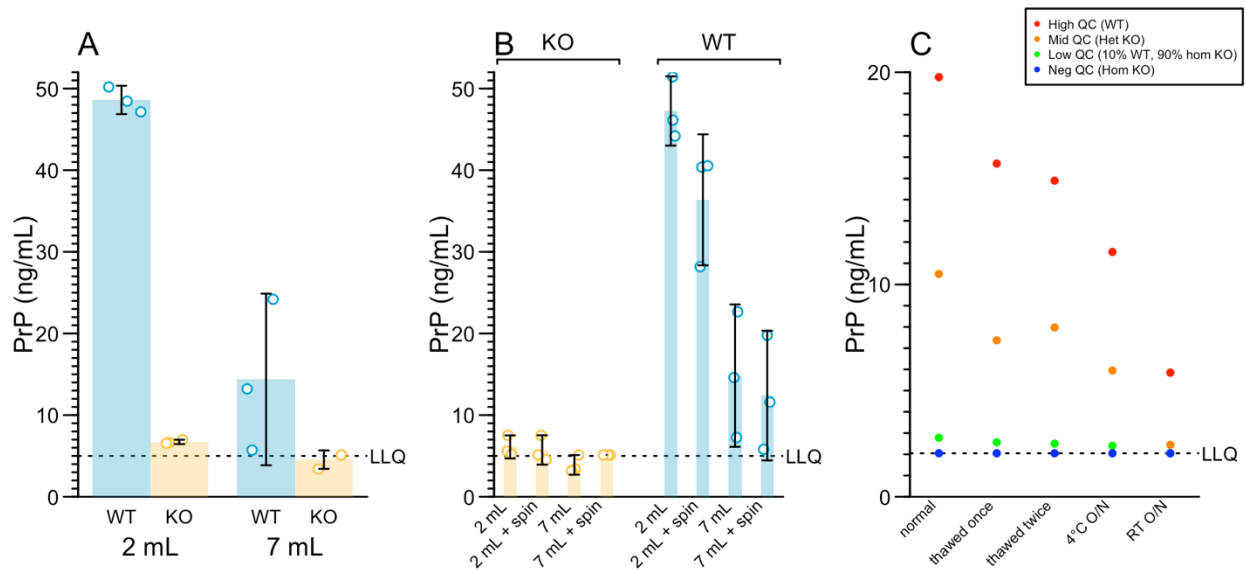 A
PrP (ng/mL)
50
40
30
20
10
0
LLQ
WT
KO
WT
KO
2 mL
7 mL
B
KO
WT
PrP (ng/mL)
50
40
30
20
10
0
LLQ
2 mL
2 mL + spin
7 mL
7 mL + spin
2 mL
2 mL + spin
7 mL
7 mL + spin
C
High QC (WT)
Mid QC (Het KO)
Low QC (10% WT, 90% hom KO)
Neg QC (Hom KO)
PrP (ng/mL)
20
10
0
LLQ
normal
thawed once
thawed twice
4°C O/N
RT O/N